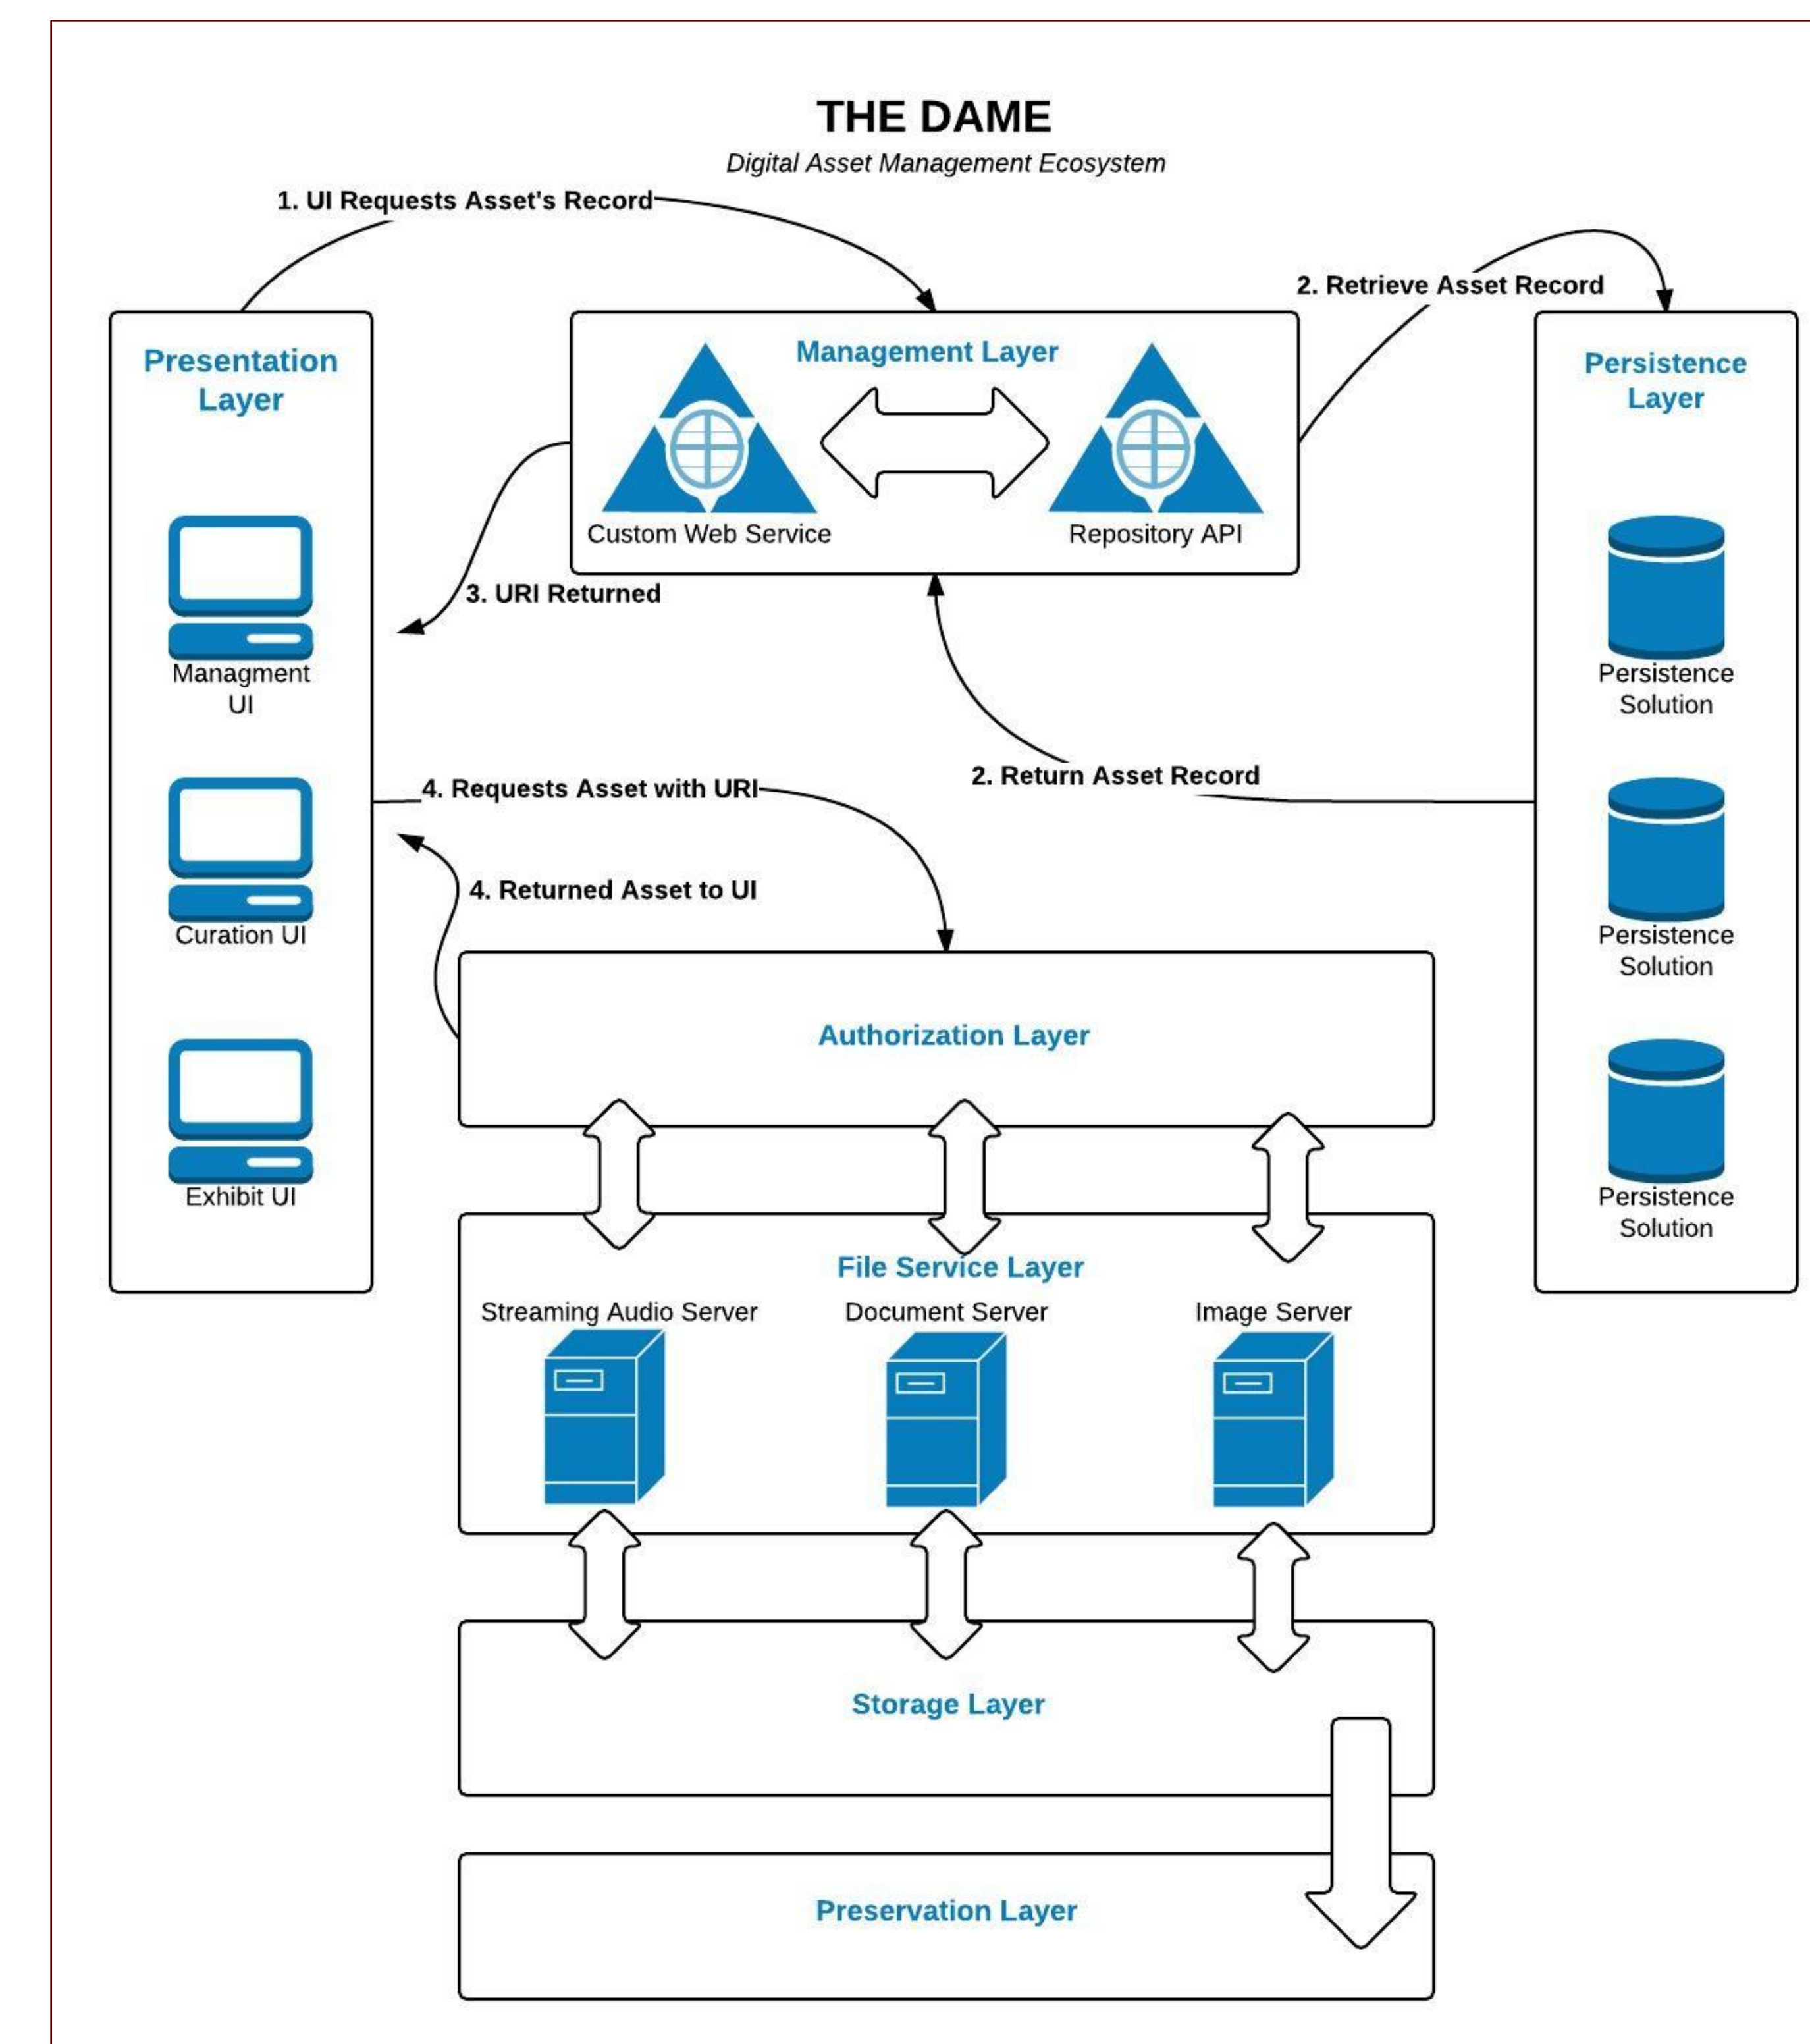 THE DAME
Digital Asset Management Ecosystem
1. UI Requests Asset's Record
2. Retrieve Asset Record
Presentation
Layer
Management Layer
Persistence
Layer
Custom Web Service
Repository API
3. URI Returned
Managment
UI
Persistence
Solution
4. Requests Asset with URI
2. Return Asset Record
4. Returned Asset to UI
Curation UI
Persistence
Solution
Authorization Layer
Exhibit UI
Persistence
Solution
File Service Layer
Streaming Audio Server
Document Server
Image Server
Storage Layer
Preservation Layer